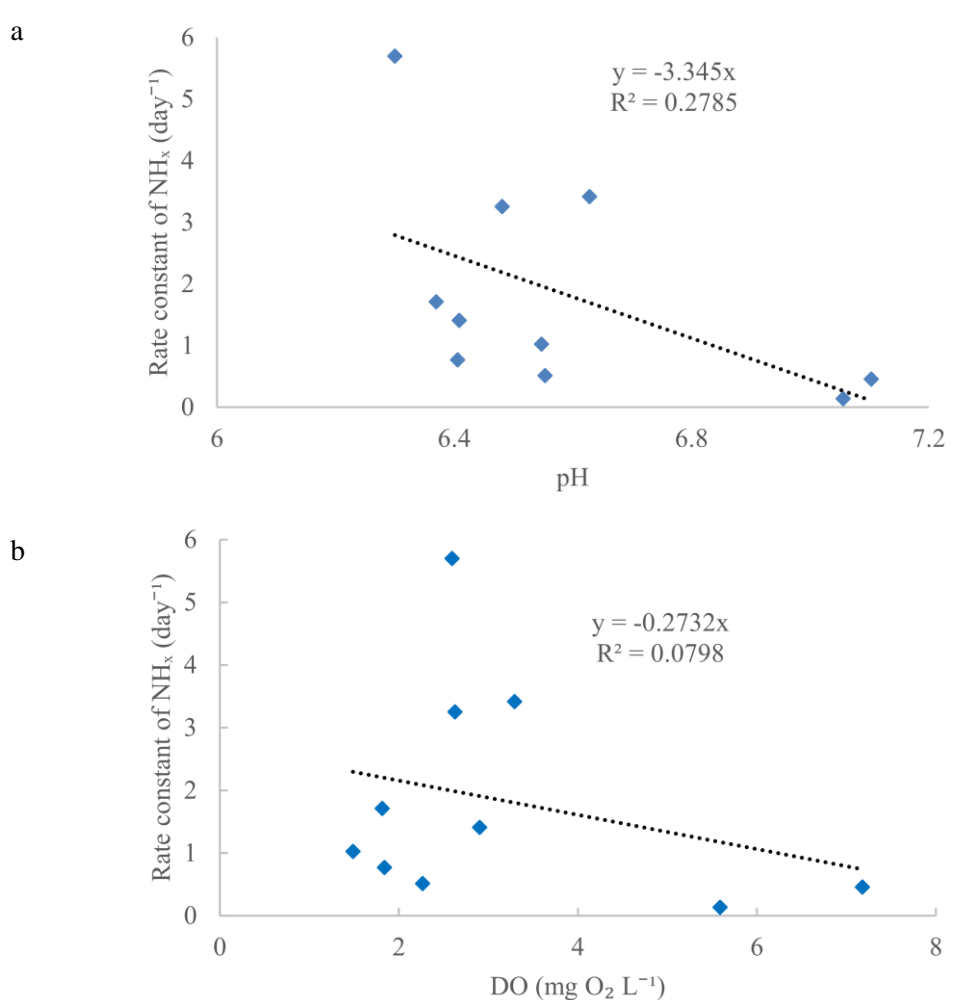 a
6
5
4
3
2
1
0
Rate constant of NHₓ (day⁻¹)
y = -3.345x
R² = 0.2785
6
6.4
6.8
7.2
pH
b
6
5
4
3
2
1
0
Rate constant of NHₓ (day⁻¹)
y = -0.2732x
R² = 0.0798
0
2
4
6
8
DO (mg O₂ L⁻¹)